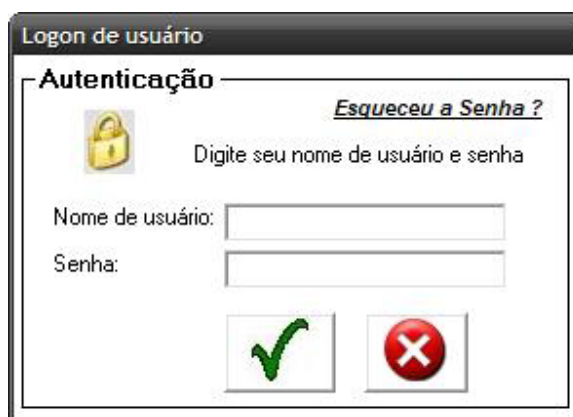 Logon de usuário
Autenticação
Esqueceu a Senha ?
Digite seu nome de usuário e senha
Nome de usuário:
Senha: